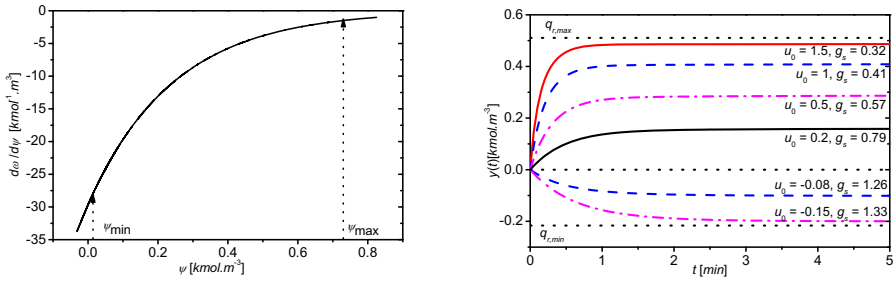 0
-5
-10
-15
-20
-25
-30
-35
dω/dψ [kmol⁻¹.m³]
ψmin
ψmax
0.0 0.2 0.4 0.6 0.8
ψ [kmol.m⁻³]
0.6
0.4
0.2
0.0
-0.2
y(t)[kmol.m⁻³]
qr,max
u0 = 1.5, gs = 0.32
u0 = 1, gs = 0.41
u0 = 0.5, gs = 0.57
u0 = 0.2, gs = 0.79
u0 = -0.08, gs = 1.26
u0 = -0.15, gs = 1.33
qr,min
0 1 2 3 4 5
t [min]